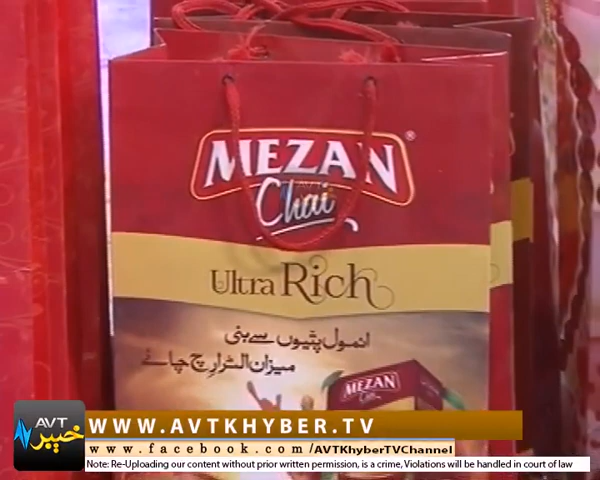 MEZAN®
Chai
Ultra Rich
انمول پتیوں سے بنی
میزان الٹرا رچ چائے
MEZAN
Chai
AVT
خیبر
WWW.AVTKHYBER.TV
www.facebook.com/AVTKhyberTVChannel
Note: Re-Uploading our content without prior written permission, is a crime, Violations will be handled in court of law